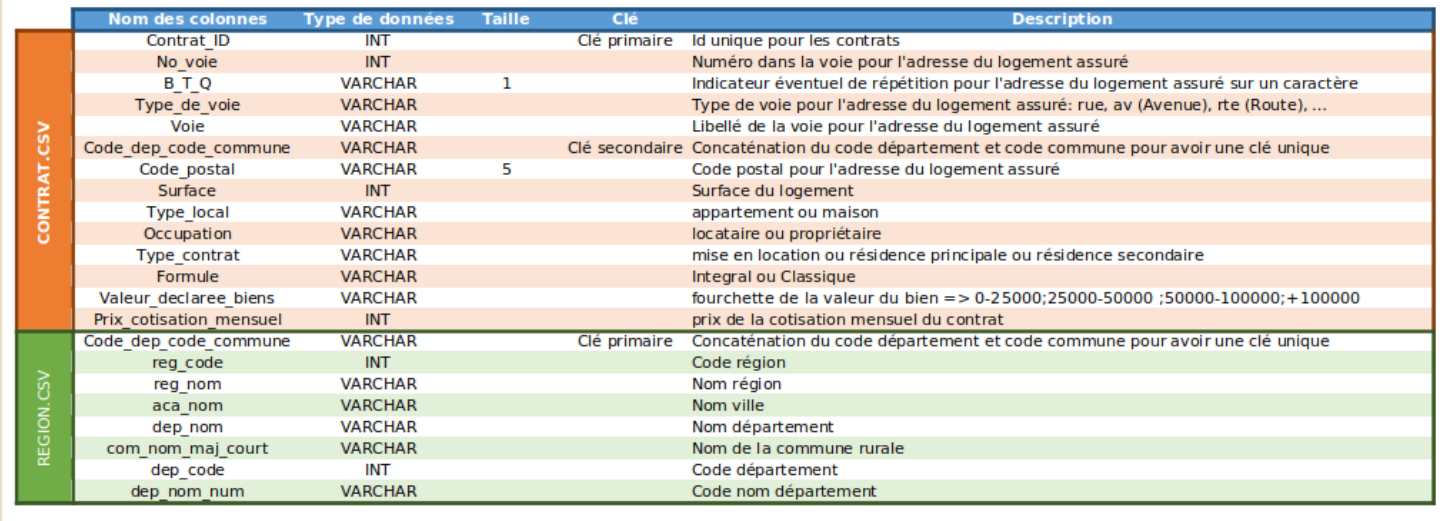 Nom des colonnes Type de données Taille Clé Description
CONTRAT.CSV
Contrat_ID INT Clé primaire Id unique pour les contrats
No_voie INT Numéro dans la voie pour l'adresse du logement assuré
B_T_Q VARCHAR 1 Indicateur éventuel de répétition pour l'adresse du logement assuré sur un caractère
Type_de_voie VARCHAR Type de voie pour l'adresse du logement assuré: rue, av (Avenue), rte (Route), ...
Voie VARCHAR Libellé de la voie pour l'adresse du logement assuré
Code_dep_code_commune VARCHAR Clé secondaire Concaténation du code département et code commune pour avoir une clé unique
Code_postal VARCHAR 5 Code postal pour l'adresse du logement assuré
Surface INT Surface du logement
Type_local VARCHAR appartement ou maison
Occupation VARCHAR locataire ou propriétaire
Type_contrat VARCHAR mise en location ou résidence principale ou résidence secondaire
Formule VARCHAR Integral ou Classique
Valeur_declaree_biens VARCHAR fourchette de la valeur du bien => 0-25000;25000-50000 ;50000-100000;+100000
Prix_cotisation_mensuel INT prix de la cotisation mensuel du contrat
REGION.CSV
Code_dep_code_commune VARCHAR Clé primaire Concaténation du code département et code commune pour avoir une clé unique
reg_code INT Code région
reg_nom VARCHAR Nom région
aca_nom VARCHAR Nom ville
dep_nom VARCHAR Nom département
com_nom_maj_court VARCHAR Nom de la commune rurale
dep_code INT Code département
dep_nom_num VARCHAR Code nom département